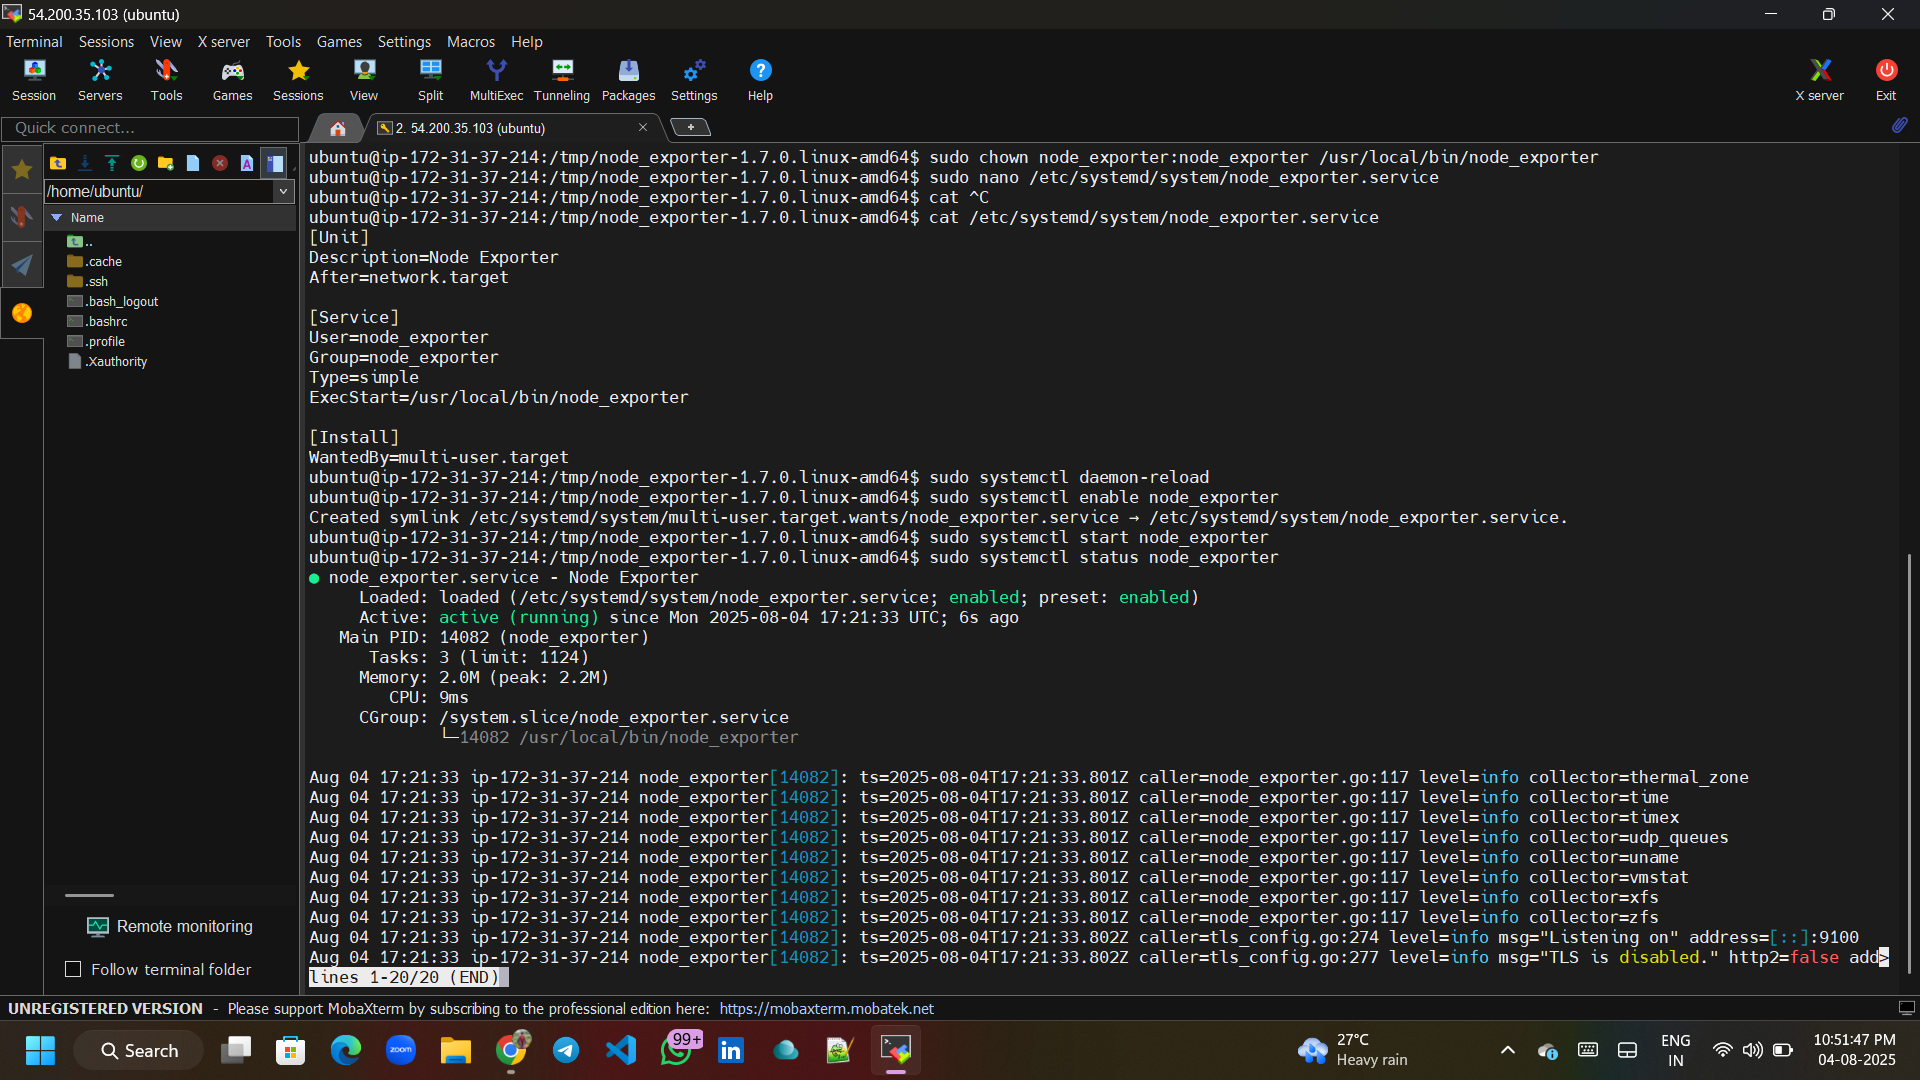 54.200.35.103 (ubuntu)
Terminal Sessions View X server Tools Games Settings Macros Help
Session Servers Tools Games Sessions View Split MultiExec Tunneling Packages Settings Help X server Exit
Quick connect...
2. 54.200.35.103 (ubuntu)
/home/ubuntu/
Name
..
.cache
.ssh
.bash_logout
.bashrc
.profile
.Xauthority
Remote monitoring
Follow terminal folder
ubuntu@ip-172-31-37-214:/tmp/node_exporter-1.7.0.linux-amd64$ sudo chown node_exporter:node_exporter /usr/local/bin/node_exporter
ubuntu@ip-172-31-37-214:/tmp/node_exporter-1.7.0.linux-amd64$ sudo nano /etc/systemd/system/node_exporter.service
ubuntu@ip-172-31-37-214:/tmp/node_exporter-1.7.0.linux-amd64$ cat ^C
ubuntu@ip-172-31-37-214:/tmp/node_exporter-1.7.0.linux-amd64$ cat /etc/systemd/system/node_exporter.service
[Unit]
Description=Node Exporter
After=network.target
[Service]
User=node_exporter
Group=node_exporter
Type=simple
ExecStart=/usr/local/bin/node_exporter
[Install]
WantedBy=multi-user.target
ubuntu@ip-172-31-37-214:/tmp/node_exporter-1.7.0.linux-amd64$ sudo systemctl daemon-reload
ubuntu@ip-172-31-37-214:/tmp/node_exporter-1.7.0.linux-amd64$ sudo systemctl enable node_exporter
Created symlink /etc/systemd/system/multi-user.target.wants/node_exporter.service → /etc/systemd/system/node_exporter.service.
ubuntu@ip-172-31-37-214:/tmp/node_exporter-1.7.0.linux-amd64$ sudo systemctl start node_exporter
ubuntu@ip-172-31-37-214:/tmp/node_exporter-1.7.0.linux-amd64$ sudo systemctl status node_exporter
● node_exporter.service - Node Exporter
Loaded: loaded (/etc/systemd/system/node_exporter.service; enabled; preset: enabled)
Active: active (running) since Mon 2025-08-04 17:21:33 UTC; 6s ago
Main PID: 14082 (node_exporter)
Tasks: 3 (limit: 1124)
Memory: 2.0M (peak: 2.2M)
CPU: 9ms
CGroup: /system.slice/node_exporter.service
└─14082 /usr/local/bin/node_exporter
Aug 04 17:21:33 ip-172-31-37-214 node_exporter[14082]: ts=2025-08-04T17:21:33.801Z caller=node_exporter.go:117 level=info collector=thermal_zone
Aug 04 17:21:33 ip-172-31-37-214 node_exporter[14082]: ts=2025-08-04T17:21:33.801Z caller=node_exporter.go:117 level=info collector=time
Aug 04 17:21:33 ip-172-31-37-214 node_exporter[14082]: ts=2025-08-04T17:21:33.801Z caller=node_exporter.go:117 level=info collector=timex
Aug 04 17:21:33 ip-172-31-37-214 node_exporter[14082]: ts=2025-08-04T17:21:33.801Z caller=node_exporter.go:117 level=info collector=udp_queues
Aug 04 17:21:33 ip-172-31-37-214 node_exporter[14082]: ts=2025-08-04T17:21:33.801Z caller=node_exporter.go:117 level=info collector=uname
Aug 04 17:21:33 ip-172-31-37-214 node_exporter[14082]: ts=2025-08-04T17:21:33.801Z caller=node_exporter.go:117 level=info collector=vmstat
Aug 04 17:21:33 ip-172-31-37-214 node_exporter[14082]: ts=2025-08-04T17:21:33.801Z caller=node_exporter.go:117 level=info collector=xfs
Aug 04 17:21:33 ip-172-31-37-214 node_exporter[14082]: ts=2025-08-04T17:21:33.801Z caller=node_exporter.go:117 level=info collector=zfs
Aug 04 17:21:33 ip-172-31-37-214 node_exporter[14082]: ts=2025-08-04T17:21:33.802Z caller=tls_config.go:274 level=info msg="Listening on" address=[::]:9100
Aug 04 17:21:33 ip-172-31-37-214 node_exporter[14082]: ts=2025-08-04T17:21:33.802Z caller=tls_config.go:277 level=info msg="TLS is disabled." http2=false add>
lines 1-20/20 (END)
UNREGISTERED VERSION - Please support MobaXterm by subscribing to the professional edition here: https://mobaxterm.mobatek.net
Search
zoom
99+
27°C
Heavy rain
ENG
IN
10:51:47 PM
04-08-2025